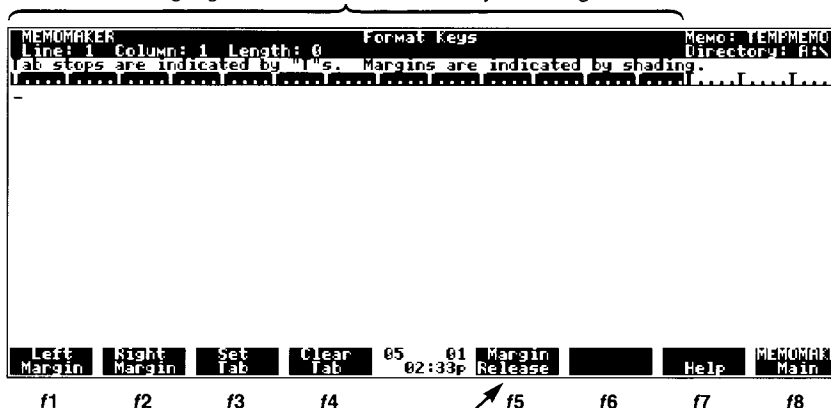 MEMOMAKER Format Keys Memo: TEMPMEMO
Line: 1 Column: 1 Length: 0 Directory: A:\
Tab stops are indicated by "T"s. Margins are indicated by shading.
Left Margin
Right Margin
Set Tab
Clear Tab
05 01
02:33p
Margin Release
Help
Main
f1 f2 f3 f4 f5 f6 f7 f8